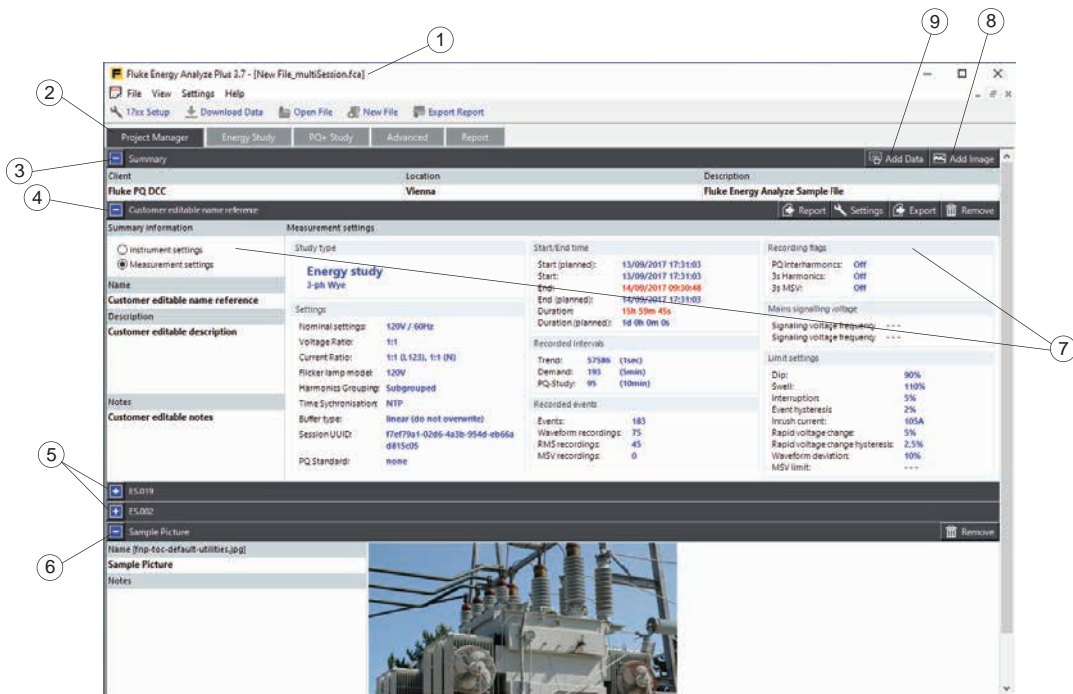 9
8
1
Fluke Energy Analyze Plus 3.7 - [New File_multiSession.fca]
2
File View Settings Help
17xx Setup Download Data Open File New File Export Report
Project Manager Energy Study PQ+ Study Advanced Report
3
Summary Add Data Add Image
Client Location Description
Fluke PQ DCC Vienna Fluke Energy Analyze Sample file
4
Customer editable name reference Report Settings Export Remove
Summary information Measurement settings
Instrument settings
Measurement settings
Name
Customer editable name reference
Description
Customer editable description
Notes
Customer editable notes
Study type
Energy study
3-ph Wye
Settings
Nominal settings: 120V / 60Hz
Voltage Ratio: 1:1
Current Ratio: 1:1 (L123), 1:1 (N)
Flicker lamp model: 120V
Harmonics Grouping: Subgrouped
Time Sychronisation: NTP
Buffer type: linear (do not overwrite)
Session UUID: f7ef79a1-02d6-4a3b-954d-eb66a
d815c05
PQ Standard: none
Start/End time
Start (planned): 13/09/2017 17:31:03
Start: 13/09/2017 17:31:03
End: 14/09/2017 09:30:48
End (planned): 14/09/2017 17:31:03
Duration: 15h 59m 45s
Duration (planned): 1d 0h 0m 0s
Recorded intervals
Trend: 57586 (1sec)
Demand: 193 (5min)
PQ-Study: 95 (10min)
Recorded events
Events: 183
Waveform recordings: 75
RMS recordings: 45
MSV recordings: 0
Recording flags
PQ Interharmonics: Off
3s Harmonics: Off
3s MSV: Off
Mains signalling voltage
Signaling voltage frequency ---
Signaling voltage frequency ---
7
Limit settings
Dip: 90%
Swell: 110%
Interruption: 5%
Event hysteresis 2%
Inrush current: 105A
Rapid voltage change: 5%
Rapid voltage change hysteresis: 2.5%
Waveform deviation: 10%
MSV limit: ---
5
ES.019
ES.002
6
Sample Picture Remove
Name [fnp-toc-default-utilities.jpg]
Sample Picture
Notes